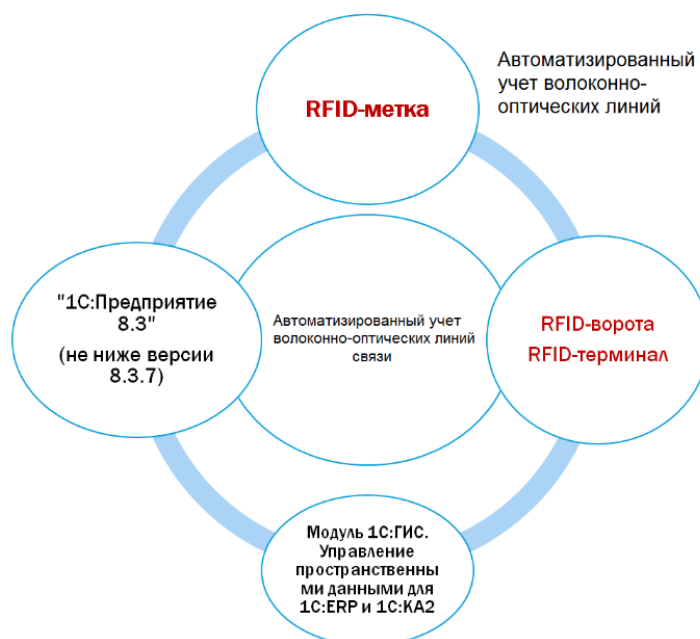 RFID-метка
Автоматизированный
учет волоконно-
оптических линий
"1С:Предприятие
8.3"
(не ниже версии
8.3.7)
Автоматизированный учет
волоконно-оптических линий
связи
RFID-ворота
RFID-терминал
Модуль 1С:ГИС.
Управление
пространственны
ми данными для
1С:ERP и 1С:КА2